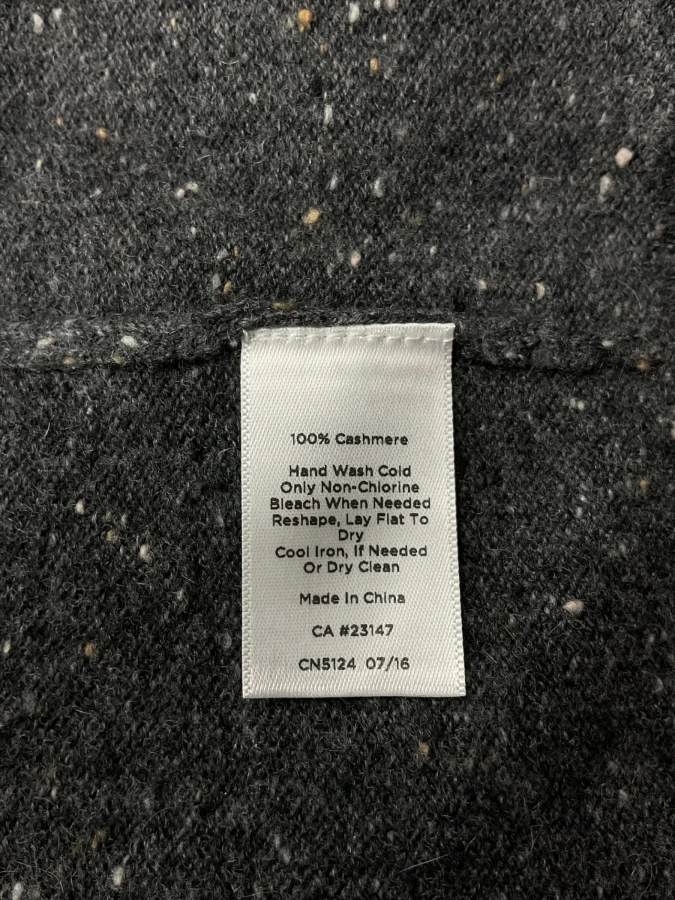 100% Cashmere
Hand Wash Cold
Only Non-Chlorine
Bleach When Needed
Reshape, Lay Flat To
Dry
Cool Iron, If Needed
Or Dry Clean
Made In China
CA #23147
CN5124 07/16